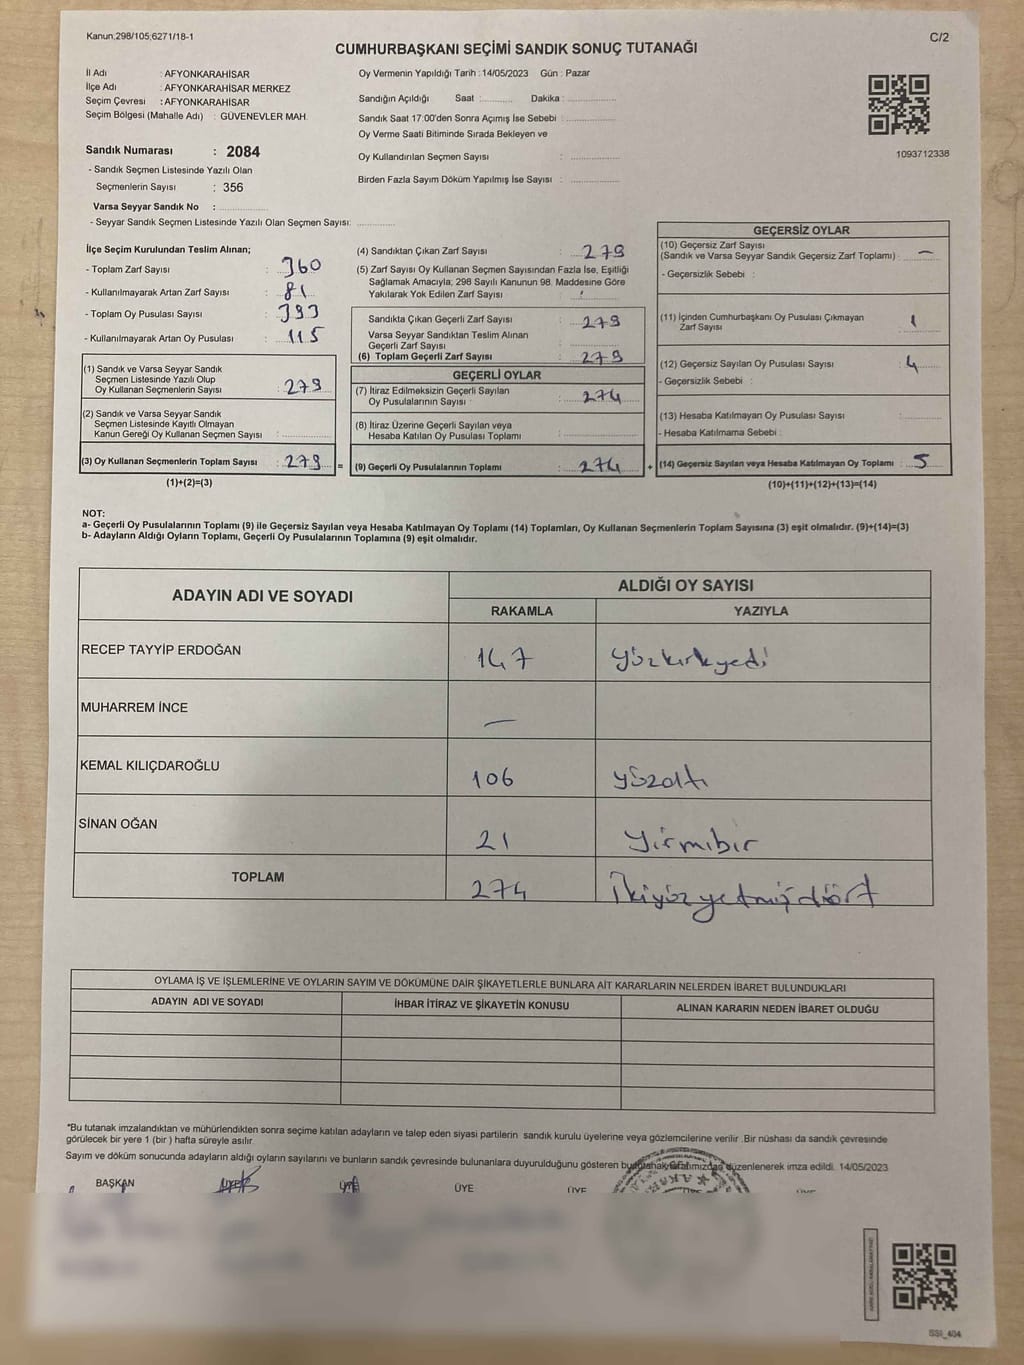 Kanun;298/105;6271/18-1
C/2
CUMHURBAŞKANI SEÇİMİ SANDIK SONUÇ TUTANAĞI
İl Adı : AFYONKARAHİSAR
İlçe Adı : AFYONKARAHİSAR MERKEZ
Seçim Çevresi : AFYONKARAHİSAR
Seçim Bölgesi (Mahalle Adı) : GÜVENEVLER MAH.
Sandık Numarası : 2084
- Sandık Seçmen Listesinde Yazılı Olan
Seçmenlerin Sayısı : 356
Varsa Seyyar Sandık No :
- Seyyar Sandık Seçmen Listesinde Yazılı Olan Seçmen Sayısı:
Oy Vermenin Yapıldığı Tarih : 14/05/2023 Gün : Pazar
Sandığın Açıldığı Saat : Dakika :
Sandık Saat 17:00'den Sonra Açımış İse Sebebi :
Oy Verme Saati Bitiminde Sırada Bekleyen ve
Oy Kullandırılan Seçmen Sayısı :
Birden Fazla Sayım Döküm Yapılmış İse Sayısı :
1093712338
İlçe Seçim Kurulundan Teslim Alınan;
- Toplam Zarf Sayısı : 360
- Kullanılmayarak Artan Zarf Sayısı : 81
- Toplam Oy Pusulası Sayısı : 393
- Kullanılmayarak Artan Oy Pusulası : 115
(1) Sandık ve Varsa Seyyar Sandık
Seçmen Listesinde Yazılı Olup
Oy Kullanan Seçmenlerin Sayısı : 279
(2) Sandık ve Varsa Seyyar Sandık
Seçmen Listesinde Kayıtlı Olmayan
Kanun Gereği Oy Kullanan Seçmen Sayısı :
(3) Oy Kullanan Seçmenlerin Toplam Sayısı : 279 =
(1)+(2)=(3)
(4) Sandıktan Çıkan Zarf Sayısı : 279
(5) Zarf Sayısı Oy Kullanan Seçmen Sayısından Fazla İse, Eşitliği
Sağlamak Amacıyla, 298 Sayılı Kanunun 98. Maddesine Göre
Yakılarak Yok Edilen Zarf Sayısı :
Sandıkta Çıkan Geçerli Zarf Sayısı : 279
Varsa Seyyar Sandıktan Teslim Alınan
Geçerli Zarf Sayısı :
(6) Toplam Geçerli Zarf Sayısı : 279
GEÇERLİ OYLAR
(7) İtiraz Edilmeksizin Geçerli Sayılan
Oy Pusulalarının Sayısı : 274
(8) İtiraz Üzerine Geçerli Sayılan veya
Hesaba Katılan Oy Pusulası Toplamı :
(9) Geçerli Oy Pusulalarının Toplamı : 274 +
GEÇERSİZ OYLAR
(10) Geçersiz Zarf Sayısı
(Sandık ve Varsa Seyyar Sandık Geçersiz Zarf Toplamı) : —
- Geçersizlik Sebebi :
(11) İçinden Cumhurbaşkanı Oy Pusulası Çıkmayan
Zarf Sayısı : 1
(12) Geçersiz Sayılan Oy Pusulası Sayısı : 4
- Geçersizlik Sebebi :
(13) Hesaba Katılmayan Oy Pusulası Sayısı :
- Hesaba Katılmama Sebebi :
(14) Geçersiz Sayılan veya Hesaba Katılmayan Oy Toplamı : 5
(10)+(11)+(12)+(13)=(14)
NOT:
a- Geçerli Oy Pusulalarının Toplamı (9) ile Geçersiz Sayılan veya Hesaba Katılmayan Oy Toplamı (14) Toplamları, Oy Kullanan Seçmenlerin Toplam Sayısına (3) eşit olmalıdır. (9)+(14)=(3)
b- Adayların Aldığı Oyların Toplamı, Geçerli Oy Pusulalarının Toplamına (9) eşit olmalıdır.
ADAYIN ADI VE SOYADI ALDIĞI OY SAYISI
RAKAMLA YAZIYLA
RECEP TAYYİP ERDOĞAN 147 yüzkırkyedi
MUHARREM İNCE —
KEMAL KILIÇDAROĞLU 106 yüzaltı
SİNAN OĞAN 21 yirmibir
TOPLAM 274 İkiyüzyetmişdört
OYLAMA İŞ VE İŞLEMLERİNE VE OYLARIN SAYIM VE DÖKÜMÜNE DAİR ŞİKAYETLERLE BUNLARA AİT KARARLARIN NELERDEN İBARET BULUNDUKLARI
ADAYIN ADI VE SOYADI İHBAR İTİRAZ VE ŞİKAYETİN KONUSU ALINAN KARARIN NEDEN İBARET OLDUĞU
"Bu tutanak imzalandıktan ve mühürlendikten sonra seçime katılan adayların ve talep eden siyasi partilerin sandık kurulu üyelerine veya gözlemcilerine verilir .Bir nüshası da sandık çevresinde
görülecek bir yere 1 (bir ) hafta süreyle asılır.
Sayım ve döküm sonucunda adayların aldığı oyların sayılarını ve bunların sandık çevresinde bulunanlara duyurulduğunu gösteren bu tutanak tarafımızdan düzenlenerek imza edildi. 14/05/2023
BAŞKAN ÜYE ÜYE
SSI_404